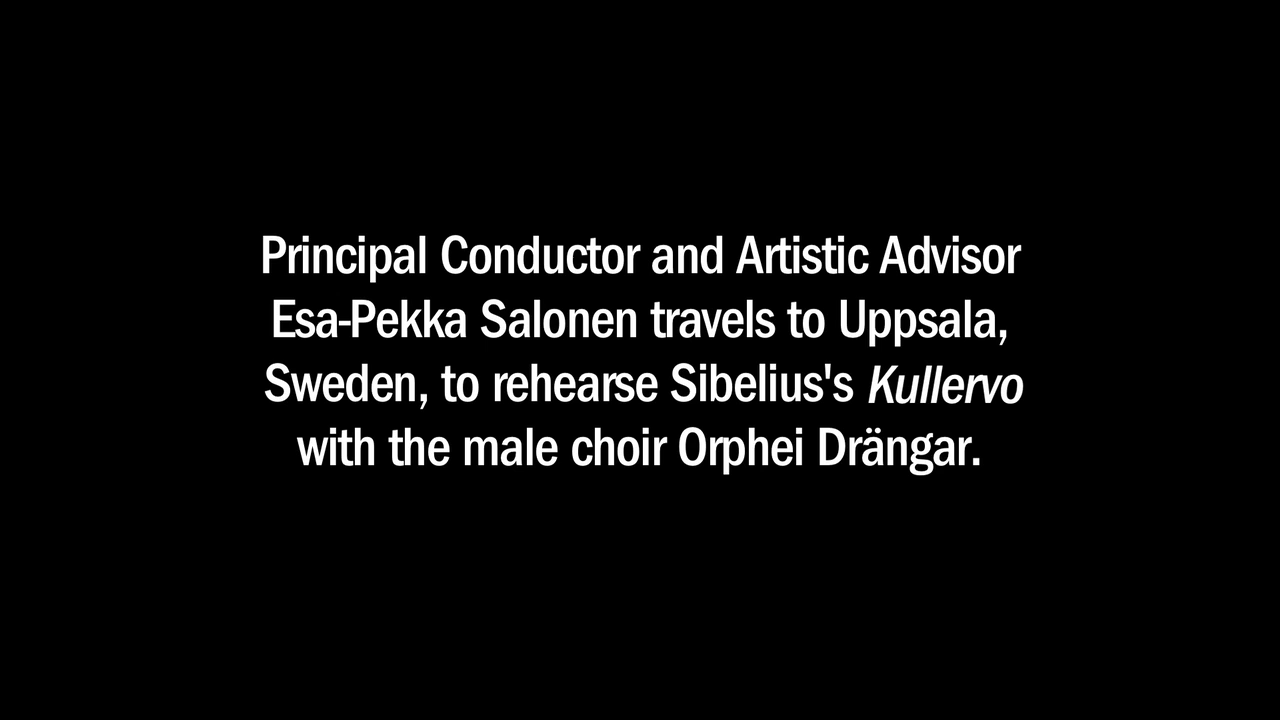 Principal Conductor and Artistic Advisor
Esa-Pekka Salonen travels to Uppsala,
Sweden, to rehearse Sibelius's Kullervo
with the male choir Orphei Drängar.